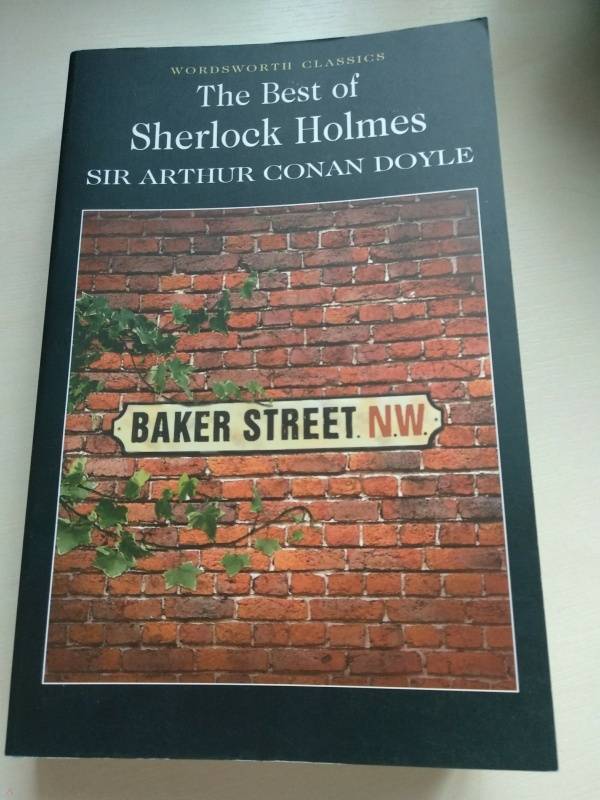 WORDSWORTH CLASSICS
The Best of
Sherlock Holmes
SIR ARTHUR CONAN DOYLE
BAKER STREET. N.W.